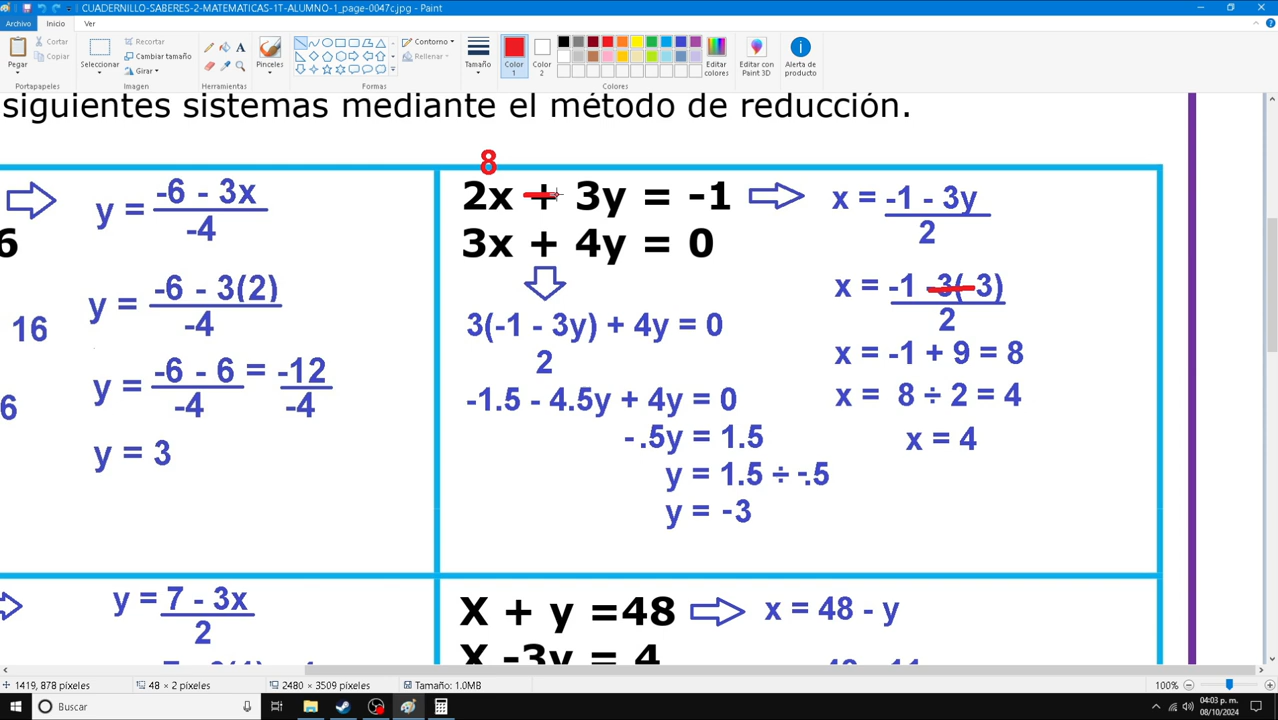 CUADERNILLO-SABERES-2-MATEMATICAS-1T-ALUMNO-1_page-0047c.jpg - Paint
Archivo Inicio Ver
Pegar Cortar Copiar Seleccionar Recortar Cambiar tamaño Girar A Pinceles Contorno Rellenar Tamaño Color 1 Color 2 Editar colores Editar con Paint 3D Alerta de producto
Portapapeles Imagen Herramientas Formas Colores
siguientes sistemas mediante el método de reducción.
y = -6 - 3x
-4
6
y = -6 - 3(2)
-4
16
y = -6 - 6 = -12
-4 -4
6
y = 3
8
2x + 3y = -1
3x + 4y = 0
3(-1 - 3y) + 4y = 0
2
-1.5 - 4.5y + 4y = 0
-.5y = 1.5
y = 1.5 ÷ -.5
y = -3
x = -1 - 3y
2
x = -1 -3(-3)
2
x = -1 + 9 = 8
x = 8 ÷ 2 = 4
x = 4
y = 7 - 3x
2
X + y =48
X -3y = 4
x = 48 - y
1419, 878 píxeles 48 × 2 píxeles 2480 × 3509 píxeles Tamaño: 1.0MB 100%
Buscar
04:03 p. m.
08/10/2024